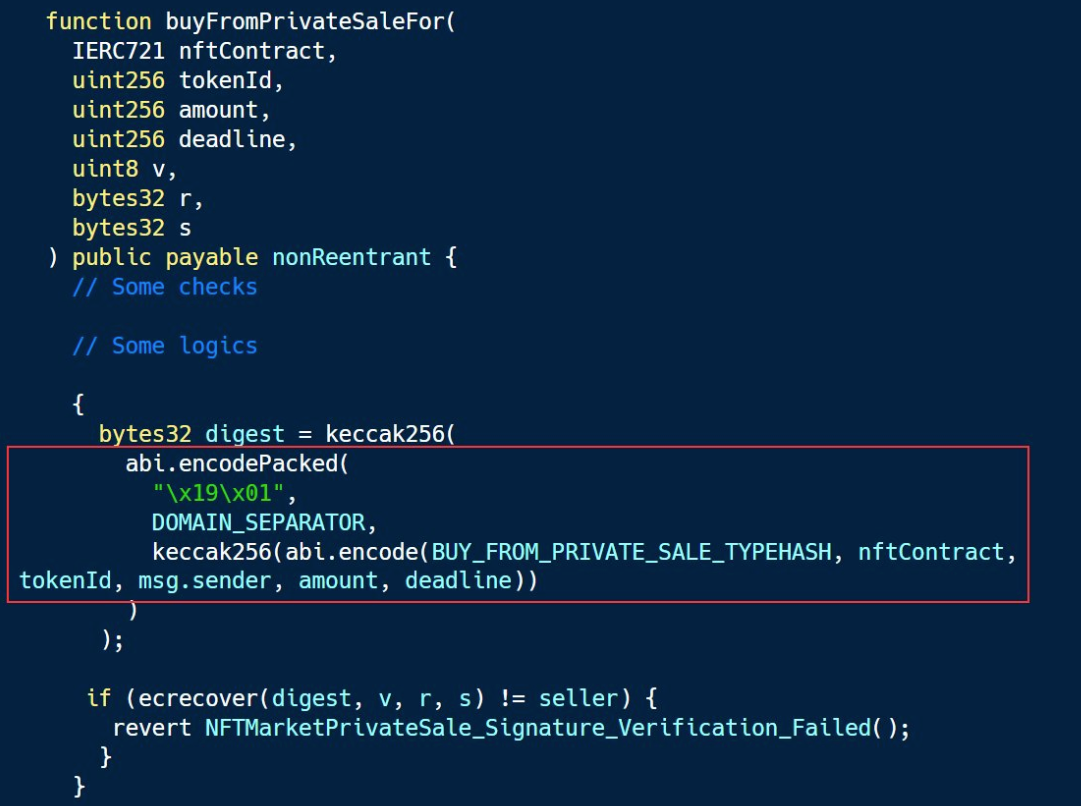 function buyFromPrivateSaleFor(
IERC721 nftContract,
uint256 tokenId,
uint256 amount,
uint256 deadline,
uint8 v,
bytes32 r,
bytes32 s
) public payable nonReentrant {
// Some checks
// Some logics
{
bytes32 digest = keccak256(
abi.encodePacked(
"\x19\x01",
DOMAIN_SEPARATOR,
keccak256(abi.encode(BUY_FROM_PRIVATE_SALE_TYPEHASH, nftContract,
tokenId, msg.sender, amount, deadline))
)
);
if (ecrecover(digest, v, r, s) != seller) {
revert NFTMarketPrivateSale_Signature_Verification_Failed();
}
}